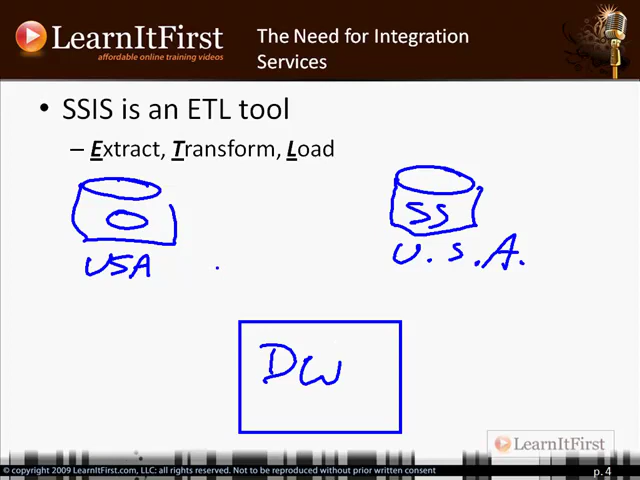 LearnItFirst
affordable online training videos
The Need for Integration
Services
• SSIS is an ETL tool
– Extract, Transform, Load
O
SS
USA
U.S.A.
DW
LearnItFirst
© copyright 2009 LearnItFirst.com, LLC: all rights reserved. Not to be reproduced without prior written consent
p. 4